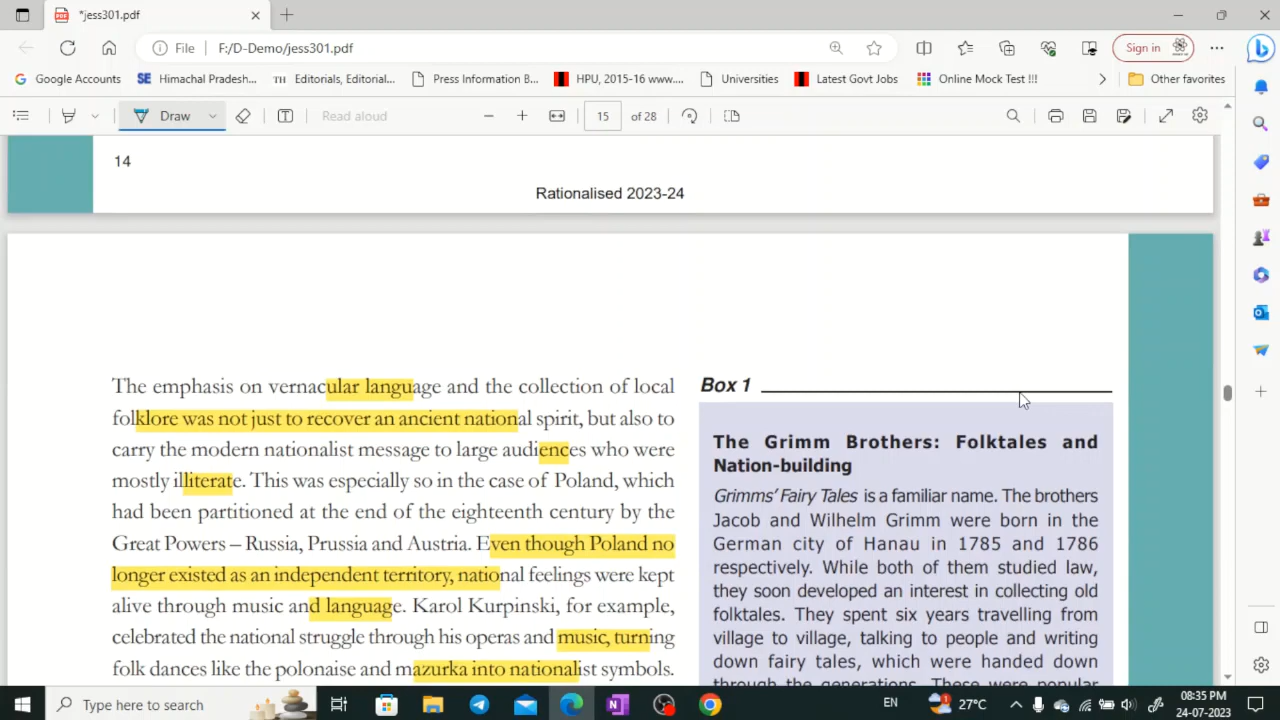 *jess301.pdf
File F:/D-Demo/jess301.pdf
Sign in
Google Accounts
SE Himachal Pradesh...
TH Editorials, Editorial...
Press Information B...
HPU, 2015-16 www....
Universities
Latest Govt Jobs
Online Mock Test !!!
Other favorites
Draw
Read aloud
15 of 28
14
Rationalised 2023-24
The emphasis on vernacular language and the collection of local
folklore was not just to recover an ancient national spirit, but also to
carry the modern nationalist message to large audiences who were
mostly illiterate. This was especially so in the case of Poland, which
had been partitioned at the end of the eighteenth century by the
Great Powers – Russia, Prussia and Austria. Even though Poland no
longer existed as an independent territory, national feelings were kept
alive through music and language. Karol Kurpinski, for example,
celebrated the national struggle through his operas and music, turning
folk dances like the polonaise and mazurka into nationalist symbols.
Box 1
The Grimm Brothers: Folktales and
Nation-building
Grimms' Fairy Tales is a familiar name. The brothers
Jacob and Wilhelm Grimm were born in the
German city of Hanau in 1785 and 1786
respectively. While both of them studied law,
they soon developed an interest in collecting old
folktales. They spent six years travelling from
village to village, talking to people and writing
down fairy tales, which were handed down
through the generations. These were popular
Type here to search
EN
1
27°C
08:35 PM
24-07-2023